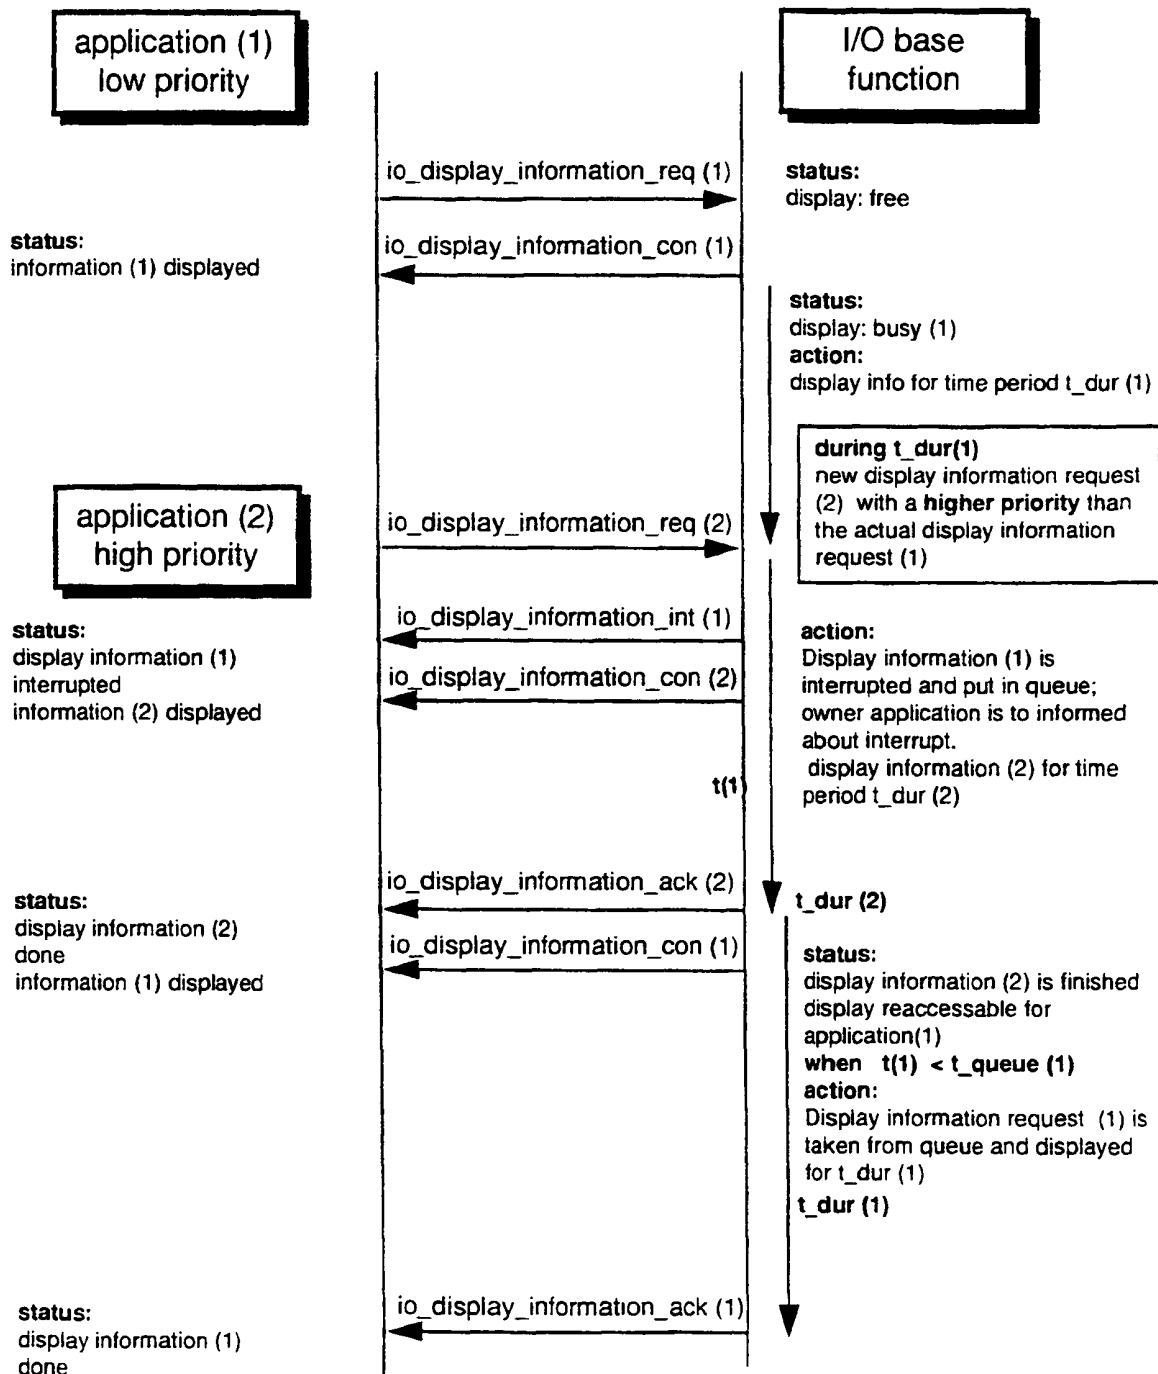 application (1)
low priority
I/O base
function
io_display_information_req (1)
status:
display: free
io_display_information_con (1)
status:
information (1) displayed
status:
display: busy (1)
action:
display info for time period t_dur (1)
during t_dur(1)
new display information request
(2) with a higher priority than
the actual display information
request (1)
application (2)
high priority
io_display_information_req (2)
io_display_information_int (1)
status:
display information (1)
interrupted
information (2) displayed
io_display_information_con (2)
action:
Display information (1) is
interrupted and put in queue;
owner application is to informed
about interrupt.
display information (2) for time
period t_dur (2)
t(1)
io_display_information_ack (2)
t_dur (2)
status:
display information (2)
done
information (1) displayed
io_display_information_con (1)
status:
display information (2) is finished
display reaccessable for
application(1)
when t(1) < t_queue (1)
action:
Display information request (1) is
taken from queue and displayed
for t_dur (1)
t_dur (1)
io_display_information_ack (1)
status:
display information (1)
done